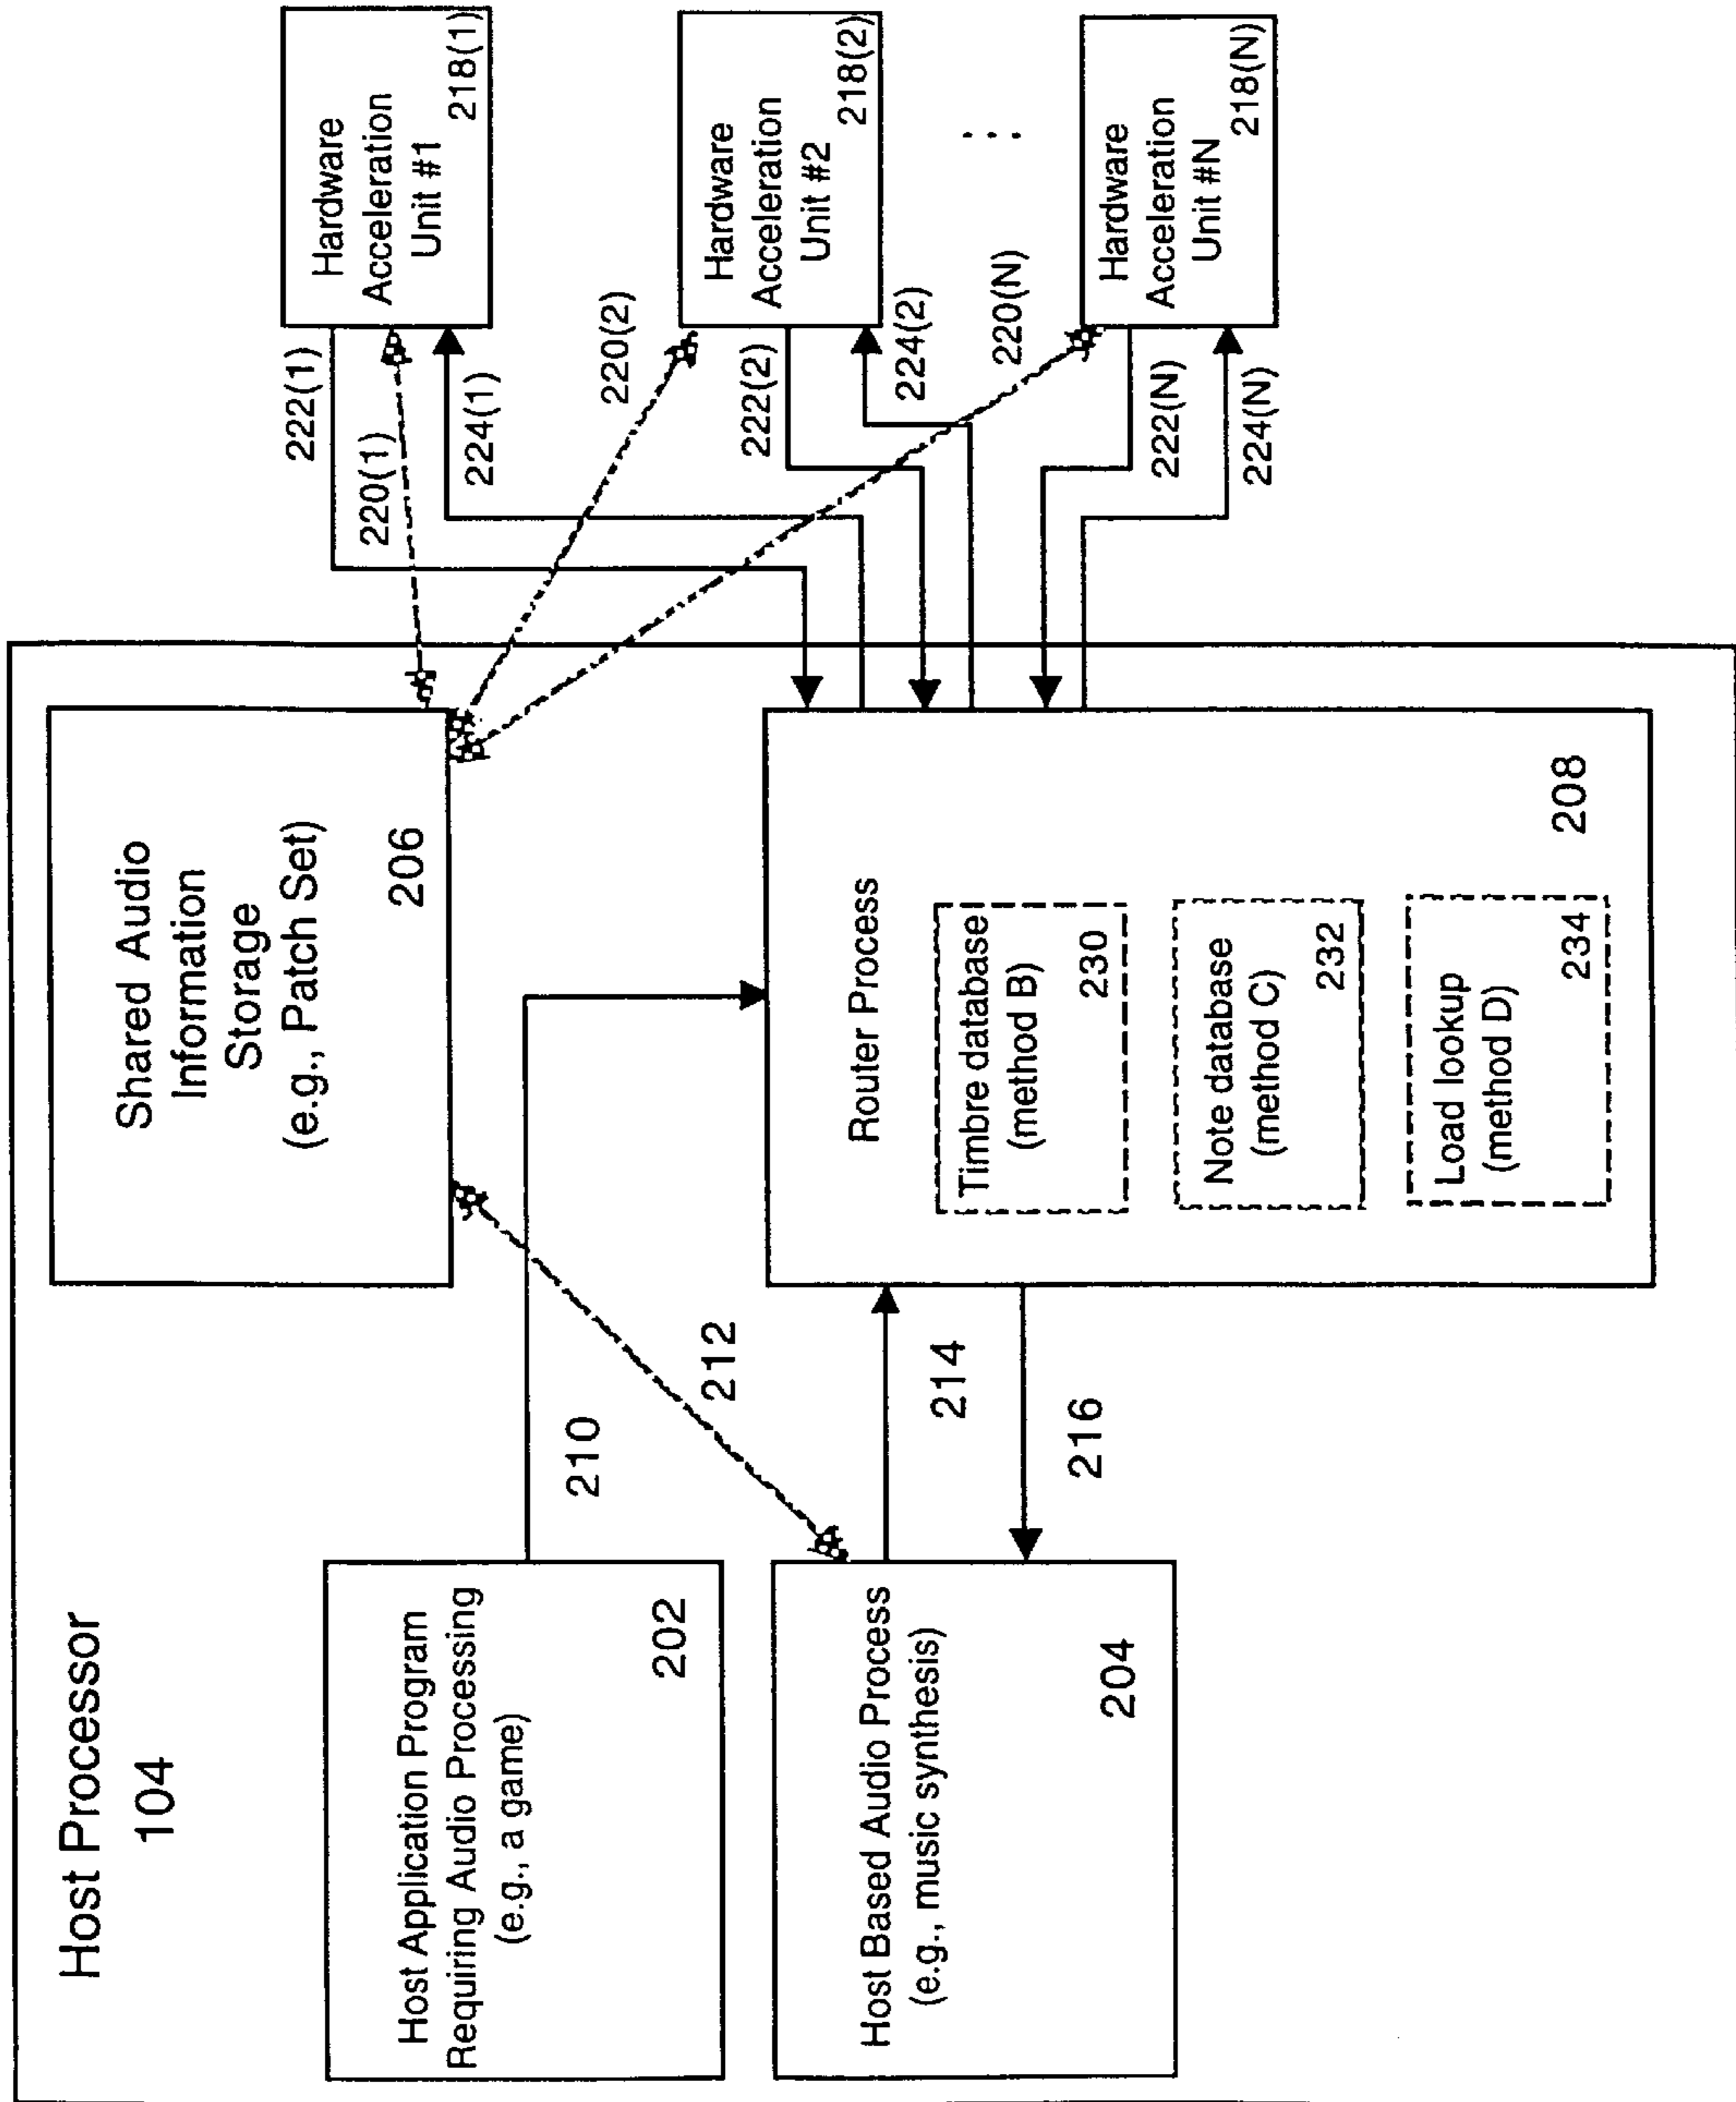 Host Processor
104
Host Application Program
Requiring Audio Processing
(e.g., a game)
202
Host Based Audio Process
(e.g., music synthesis)
204
210
212
214
216
Shared Audio
Information
Storage
(e.g., Patch Set)
206
Router Process
Timbre database
(method B)
230
Note database
(method C)
232
Load lookup
(method D)
234
208
222(1)
220(1)
224(1)
220(2)
222(2)
224(2)
220(N)
222(N)
224(N)
Hardware
Acceleration
Unit #1
218(1)
Hardware
Acceleration
Unit #2
218(2)
...
Hardware
Acceleration
Unit #N
218(N)